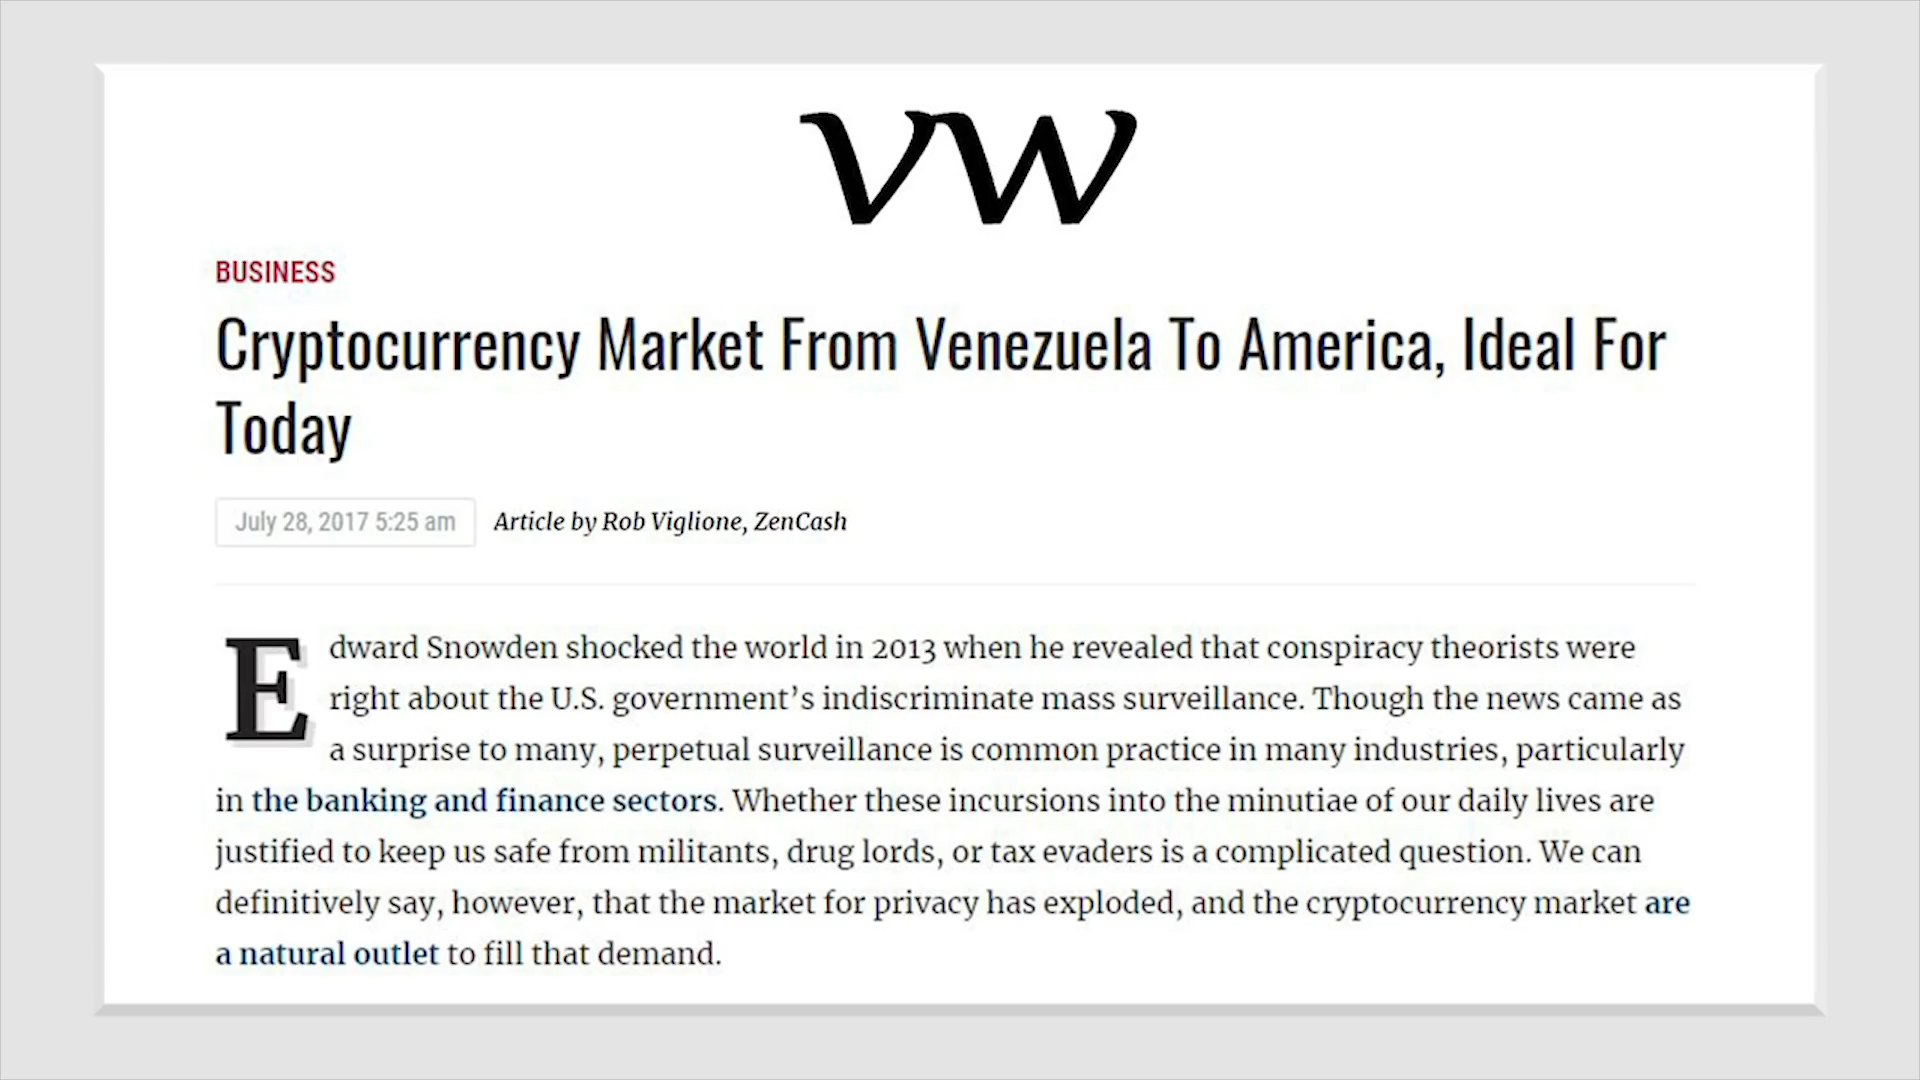 vw
BUSINESS
Cryptocurrency Market From Venezuela To America, Ideal For
Today
July 28, 2017 5:25 am Article by Rob Viglione, ZenCash
Edward Snowden shocked the world in 2013 when he revealed that conspiracy theorists were
right about the U.S. government’s indiscriminate mass surveillance. Though the news came as
a surprise to many, perpetual surveillance is common practice in many industries, particularly
in the banking and finance sectors. Whether these incursions into the minutiae of our daily lives are
justified to keep us safe from militants, drug lords, or tax evaders is a complicated question. We can
definitively say, however, that the market for privacy has exploded, and the cryptocurrency market are
a natural outlet to fill that demand.